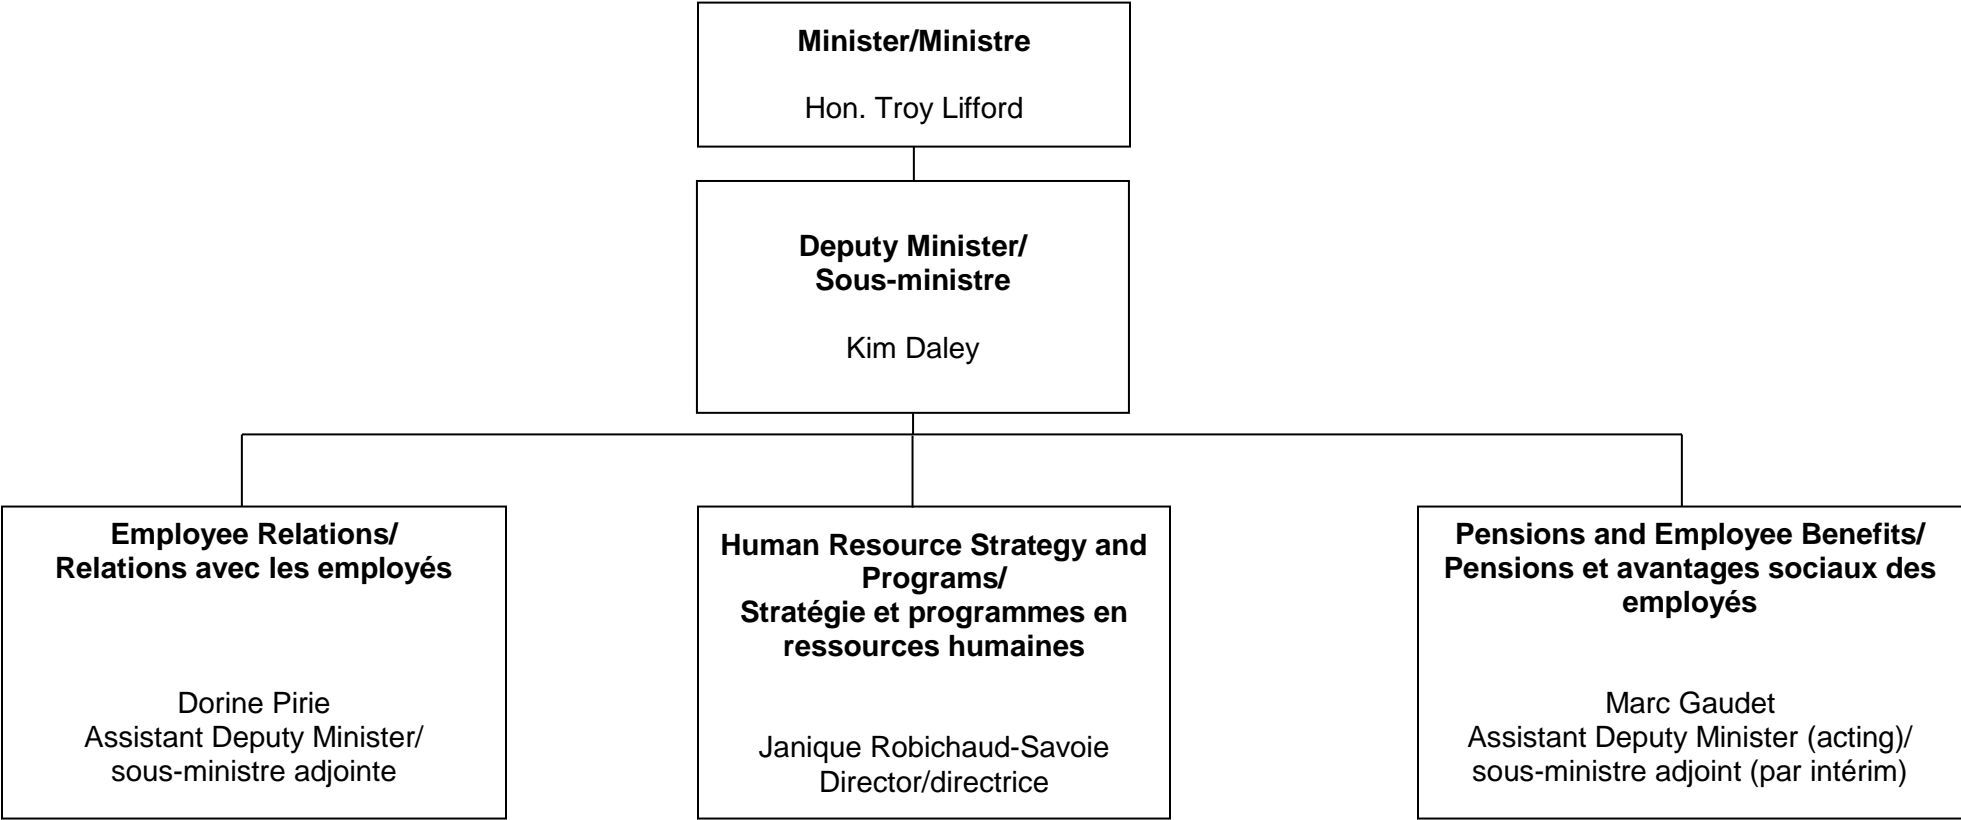 Minister/Ministre
Hon. Troy Lifford
Deputy Minister/
Sous-ministre
Kim Daley
Employee Relations/
Relations avec les employés
Dorine Pirie
Assistant Deputy Minister/
sous-ministre adjointe
Human Resource Strategy and
Programs/
Stratégie et programmes en
ressources humaines
Janique Robichaud-Savoie
Director/directrice
Pensions and Employee Benefits/
Pensions et avantages sociaux des
employés
Marc Gaudet
Assistant Deputy Minister (acting)/
sous-ministre adjoint (par intérim)